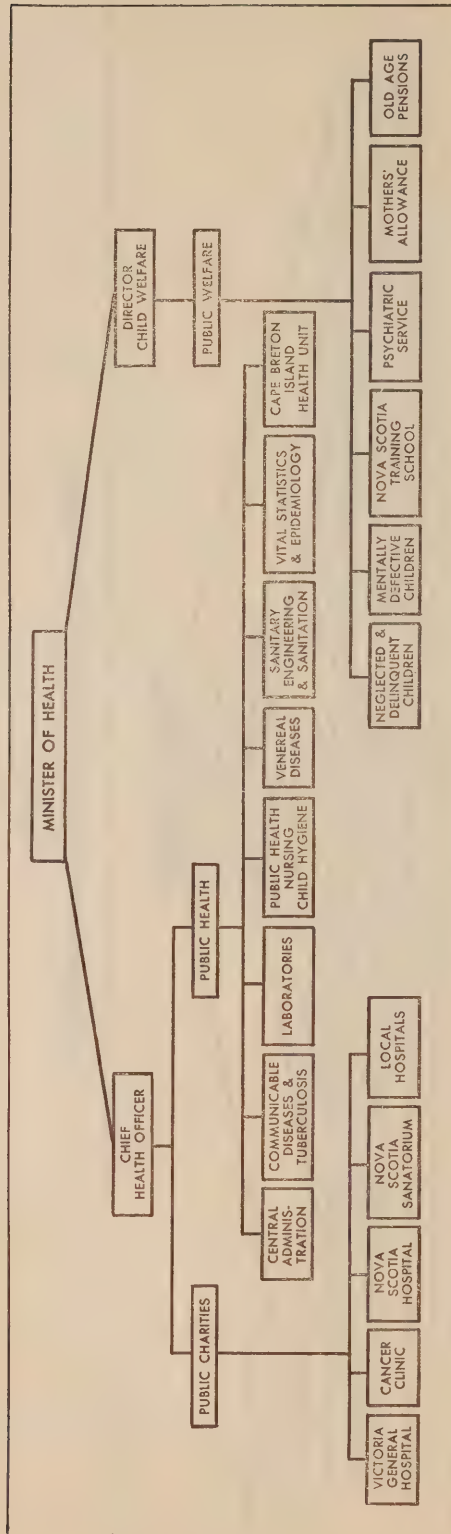 MINISTER OF HEALTH
CHIEF
HEALTH OFFICER
DIRECTOR
CHILD WELFARE
PUBLIC CHARITIES
PUBLIC HEALTH
PUBLIC WELFARE
CENTRAL
ADMINIS-
TRATION
COMMUNICABLE
DISEASES &
TUBERCULOSIS
LABORATORIES
PUBLIC HEALTH
NURSING
CHILD HYGIENE
VENEREAL
DISEASES
SANITARY
ENGINEERING
& SANITATION
VITAL STATISTICS
& EPIDEMIOLOGY
CAPE BRETON
ISLAND
HEALTH UNIT
VICTORIA
GENERAL
HOSPITAL
CANCER
CLINIC
NOVA
SCOTIA
HOSPITAL
NOVA
SCOTIA
SANATORIUM
LOCAL
HOSPITALS
NEGLECTED &
DELINQUENT
CHILDREN
MENTALLY
DEFECTIVE
CHILDREN
NOVA SCOTIA
TRAINING
SCHOOL
PSYCHIATRIC
SERVICE
MOTHERS'
ALLOWANCE
OLD AGE
PENSIONS